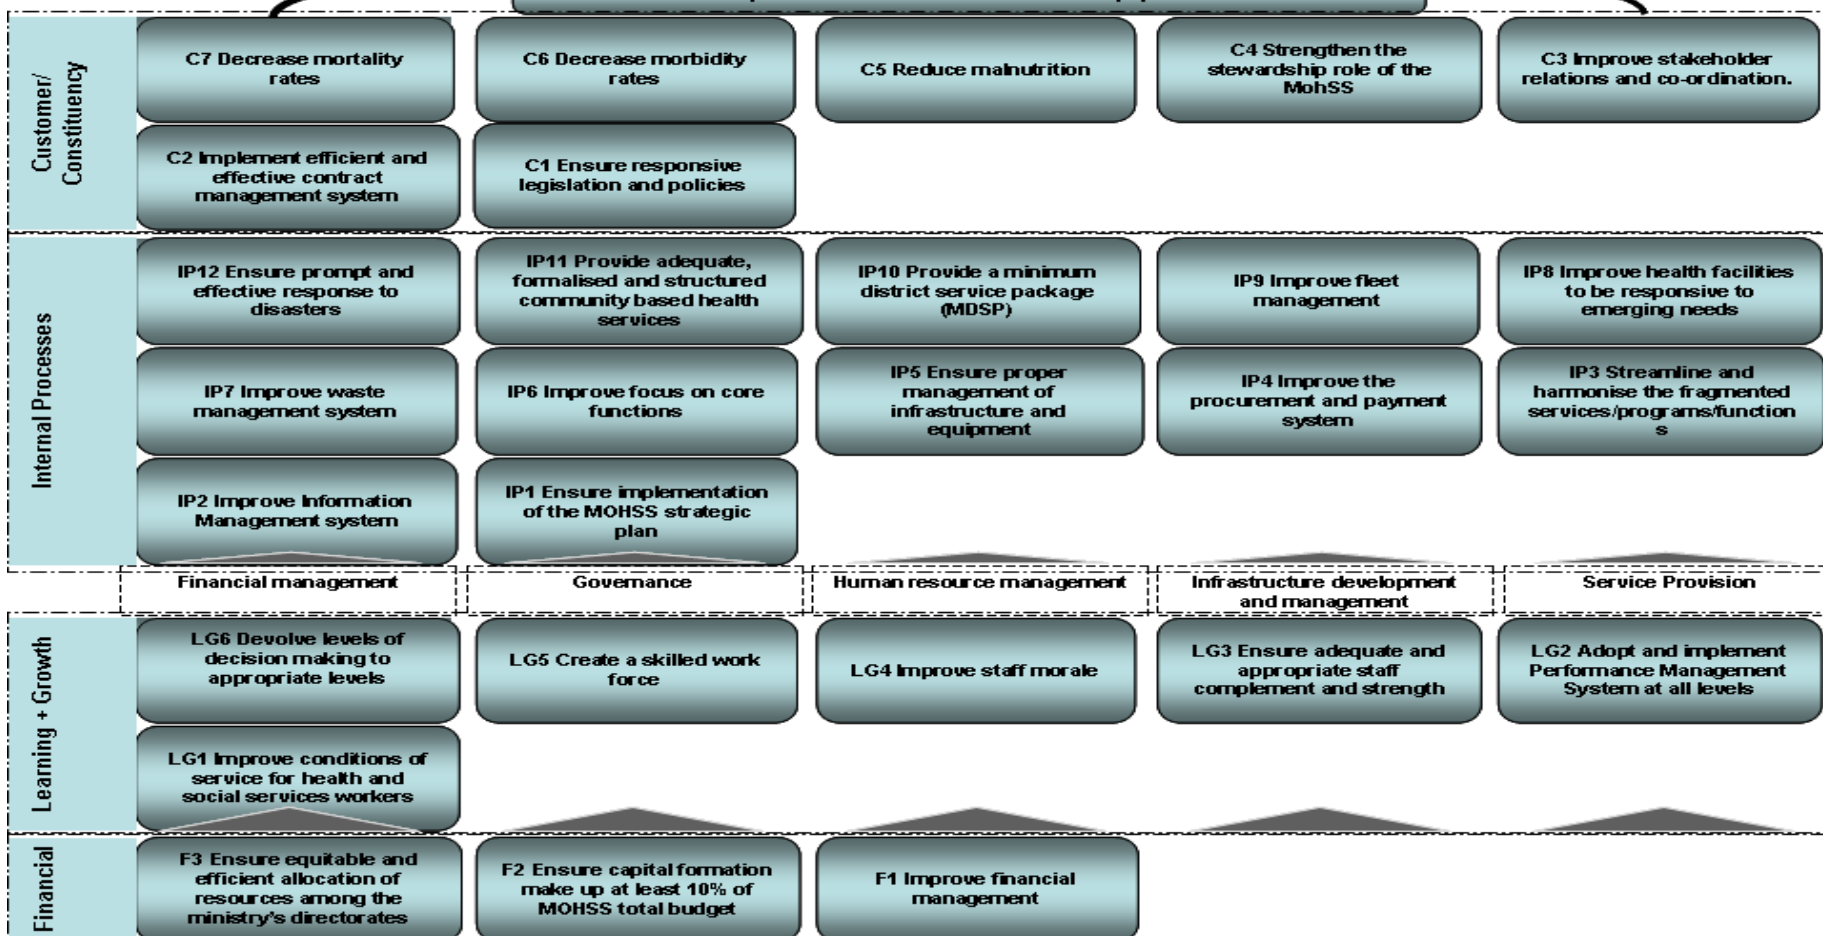 Customer/
Constituency
C7 Decrease mortality
rates
C6 Decrease morbidity
rates
C5 Reduce malnutrition
C4 Strengthen the
stewardship role of the
MohSS
C3 Improve stakeholder
relations and co-ordination.
C2 Implement efficient and
effective contract
management system
C1 Ensure responsive
legislation and policies
Internal Processes
IP12 Ensure prompt and
effective response to
disasters
IP11 Provide adequate,
formalised and structured
community based health
services
IP10 Provide a minimum
district service package
(MDSP)
IP9 Improve fleet
management
IP8 Improve health facilities
to be responsive to
emerging needs
IP7 Improve waste
management system
IP6 Improve focus on core
functions
IP5 Ensure proper
management of
infrastructure and
equipment
IP4 Improve the
procurement and payment
system
IP3 Streamline and
harmonise the fragmented
services/programs/function
s
IP2 Improve Information
Management system
IP1 Ensure implementation
of the MOHSS strategic
plan
Financial management
Governance
Human resource management
Infrastructure development
and management
Service Provision
Learning + Growth
LG6 Devolve levels of
decision making to
appropriate levels
LG5 Create a skilled work
force
LG4 Improve staff morale
LG3 Ensure adequate and
appropriate staff
complement and strength
LG2 Adopt and implement
Performance Management
System at all levels
LG1 Improve conditions of
service for health and
social services workers
Financial
F3 Ensure equitable and
efficient allocation of
resources among the
ministry's directorates
F2 Ensure capital formation
make up at least 10% of
MOHSS total budget
F1 Improve financial
management